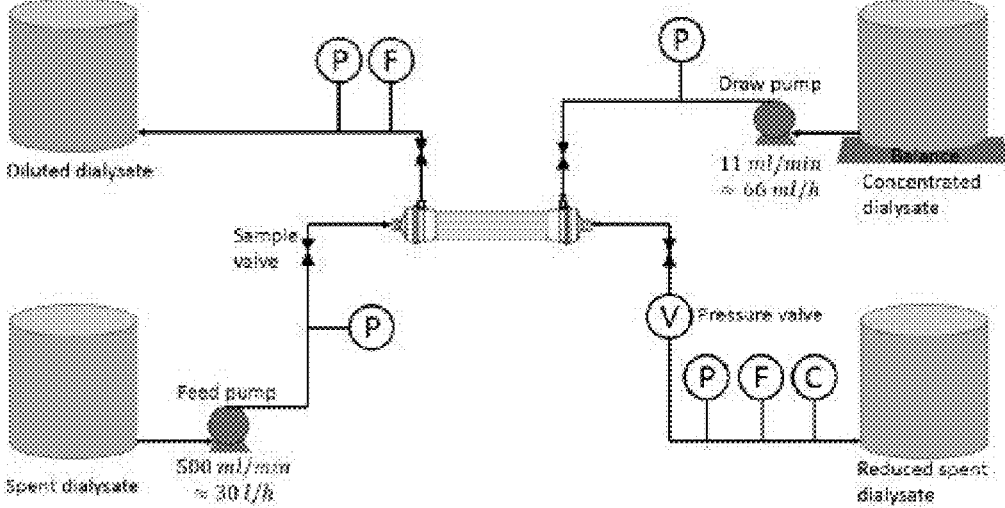 P F
P
Draw pump
Diluted dialysate
11 ml/min
≈ 66 ml/h
Balance
Concentrated
dialysate
Sample
valve
P
V Pressure valve
Feed pump
P F C
500 ml/min
≈ 30 l/h
Spent dialysate
Reduced spent
dialysate